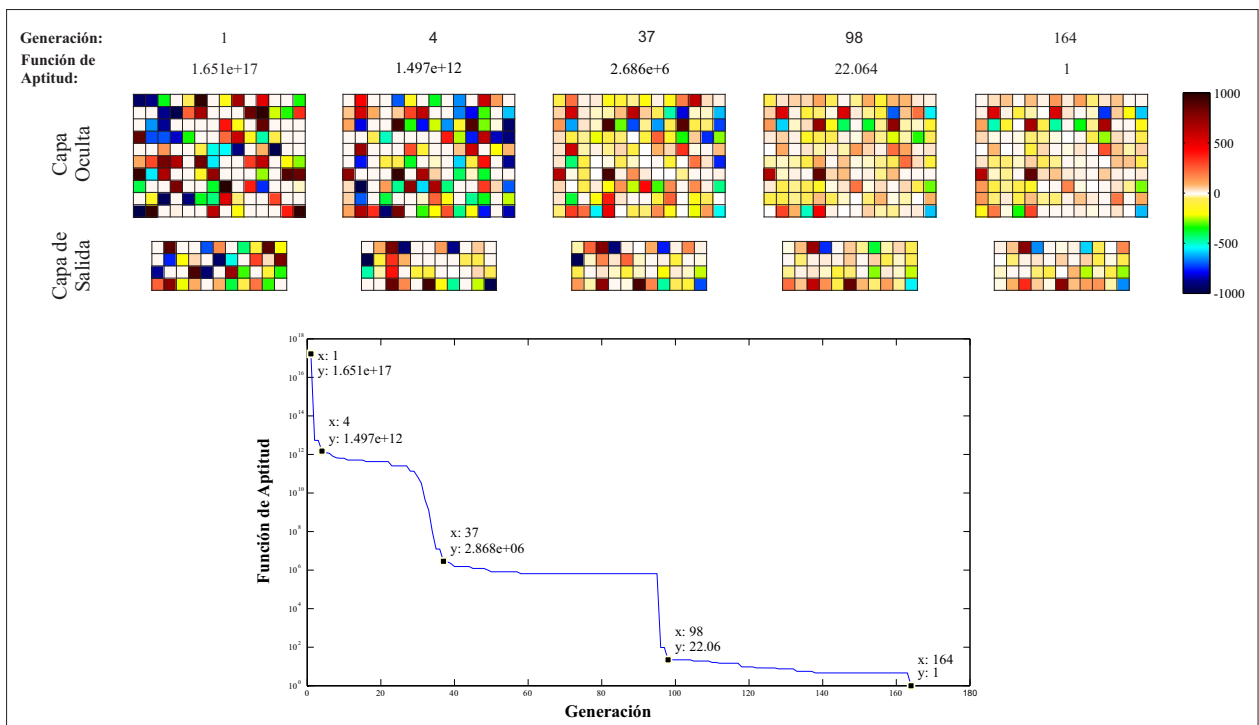 Generación: 1 4 37 98 164
Función de Aptitud: 1.651e+17 1.497e+12 2.686e+6 22.064 1
Capa Oculta
1000
500
0
-500
-1000
Capa de Salida
Función de Aptitud
10^18
10^16
10^14
10^12
10^10
10^8
10^6
10^4
10^2
10^0
x: 1
y: 1.651e+17
x: 4
y: 1.497e+12
x: 37
y: 2.868e+06
x: 98
y: 22.06
x: 164
y: 1
0 20 40 60 80 100 120 140 160 180
Generación